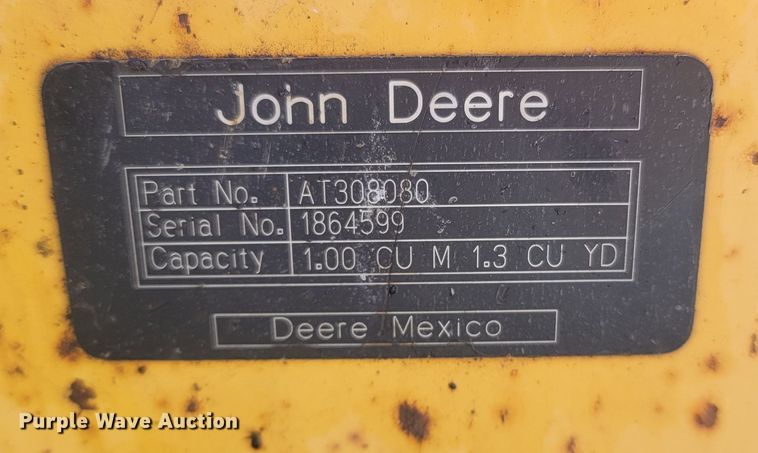 John Deere
Part No. AT308080
Serial No. 1864599
Capacity 1.00 CU M 1.3 CU YD
Deere Mexico
Purple Wave Auction